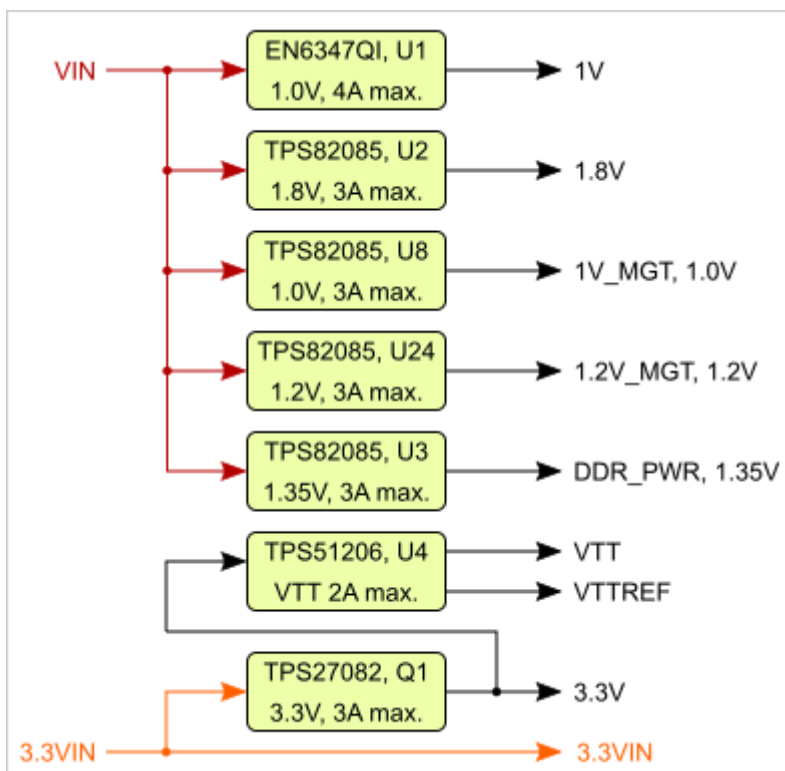 EN6347QI, U1
VIN
1.0V, 4A max.
1V
TPS82085, U2
1.8V, 3A max.
1.8V
TPS82085, U8
1.0V, 3A max.
1V_MGT, 1.0V
TPS82085, U24
1.2V, 3A max.
1.2V_MGT, 1.2V
TPS82085, U3
1.35V, 3A max.
DDR_PWR, 1.35V
TPS51206, U4
VTT 2A max.
VTT
VTTREF
TPS27082, Q1
3.3V, 3A max.
3.3V
3.3VIN
3.3VIN